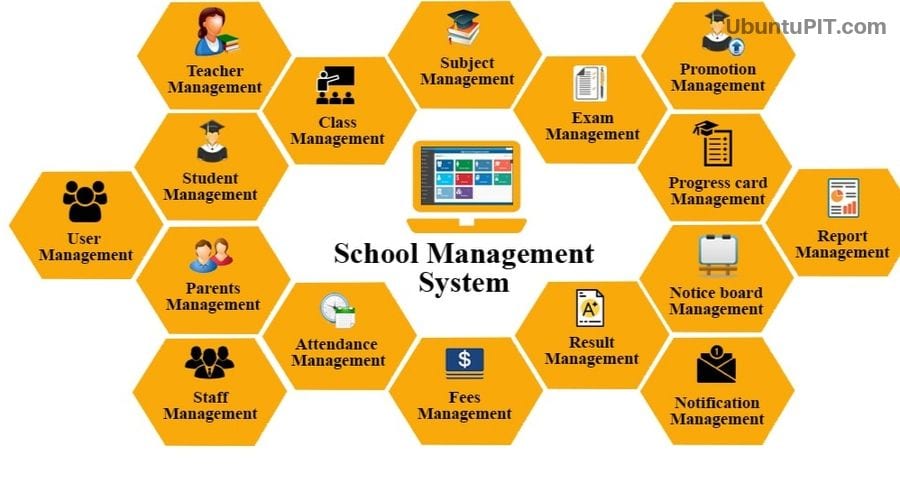 UbuntuPIT.com
Teacher
Management
Subject
Management
Promotion
Management
Class
Management
Exam
Management
Student
Management
Progress card
Management
User
Management
School Management
System
Report
Management
Parents
Management
Notice board
Management
Attendance
Management
Result
Management
A+
Staff
Management
$
Fees
Management
1
Notification
Management